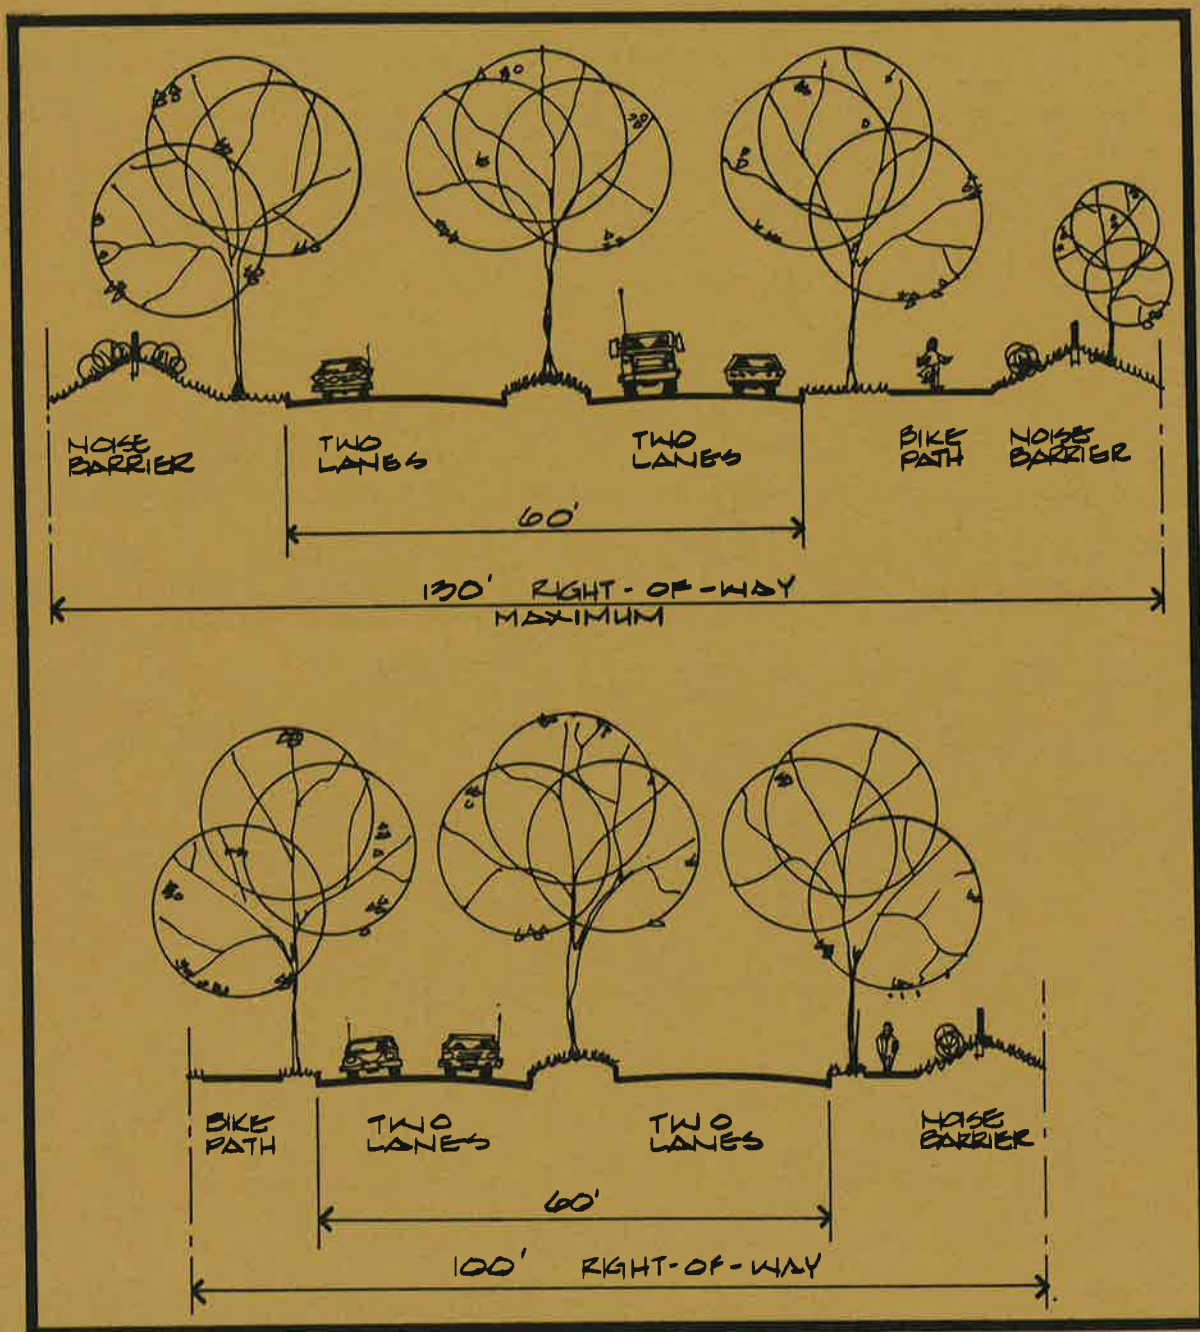 NOISE
BARRIER
TWO
LANES
TWO
LANES
BIKE
PATH
NOISE
BARRIER
60'
130' RIGHT-OF-WAY
MAXIMUM
BIKE
PATH
TWO
LANES
TWO
LANES
NOISE
BARRIER
60'
100' RIGHT-OF-WAY